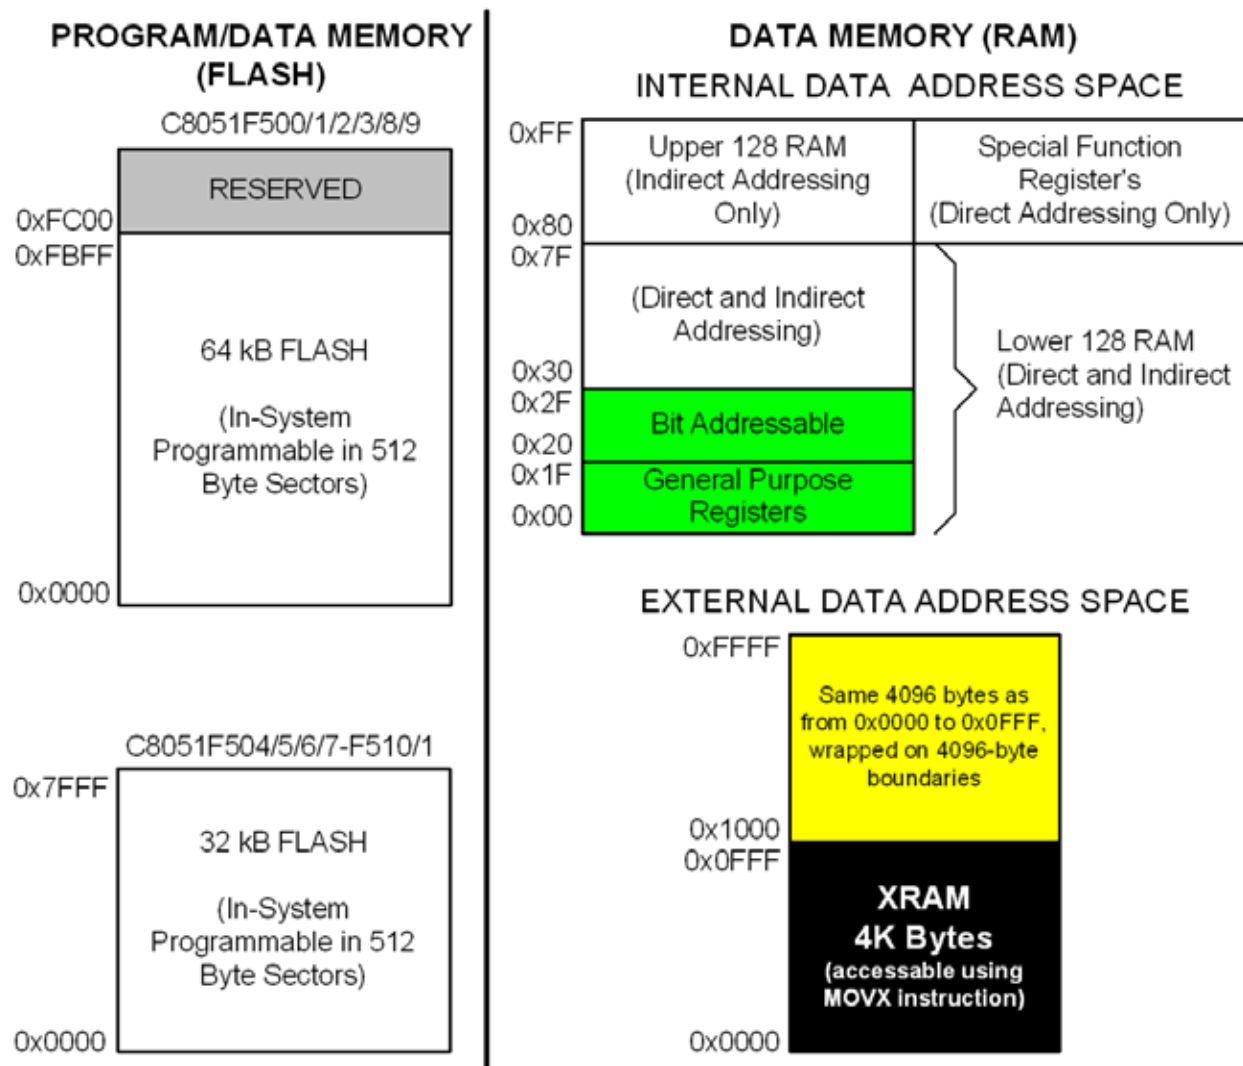 PROGRAM/DATA MEMORY
(FLASH)
C8051F500/1/2/3/8/9
RESERVED
0xFC00
0xFBFF
64 kB FLASH
(In-System
Programmable in 512
Byte Sectors)
0x0000
C8051F504/5/6/7-F510/1
0x7FFF
32 kB FLASH
(In-System
Programmable in 512
Byte Sectors)
0x0000
DATA MEMORY (RAM)
INTERNAL DATA ADDRESS SPACE
0xFF
Upper 128 RAM
(Indirect Addressing
Only)
Special Function
Register's
(Direct Addressing Only)
0x80
0x7F
(Direct and Indirect
Addressing)
Lower 128 RAM
(Direct and Indirect
Addressing)
0x30
0x2F
Bit Addressable
0x20
0x1F
General Purpose
Registers
0x00
EXTERNAL DATA ADDRESS SPACE
0xFFFF
Same 4096 bytes as
from 0x0000 to 0x0FFF,
wrapped on 4096-byte
boundaries
0x1000
0x0FFF
XRAM
4K Bytes
(accessable using
MOVX instruction)
0x0000